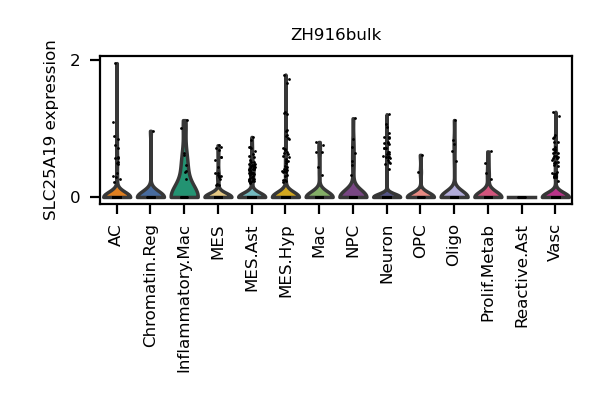 ZH916bulk
SLC25A19 expression
2
0
AC
Chromatin.Reg
Inflammatory.Mac
MES
MES.Ast
MES.Hyp
Mac
NPC
Neuron
OPC
Oligo
Prolif.Metab
Reactive.Ast
Vasc